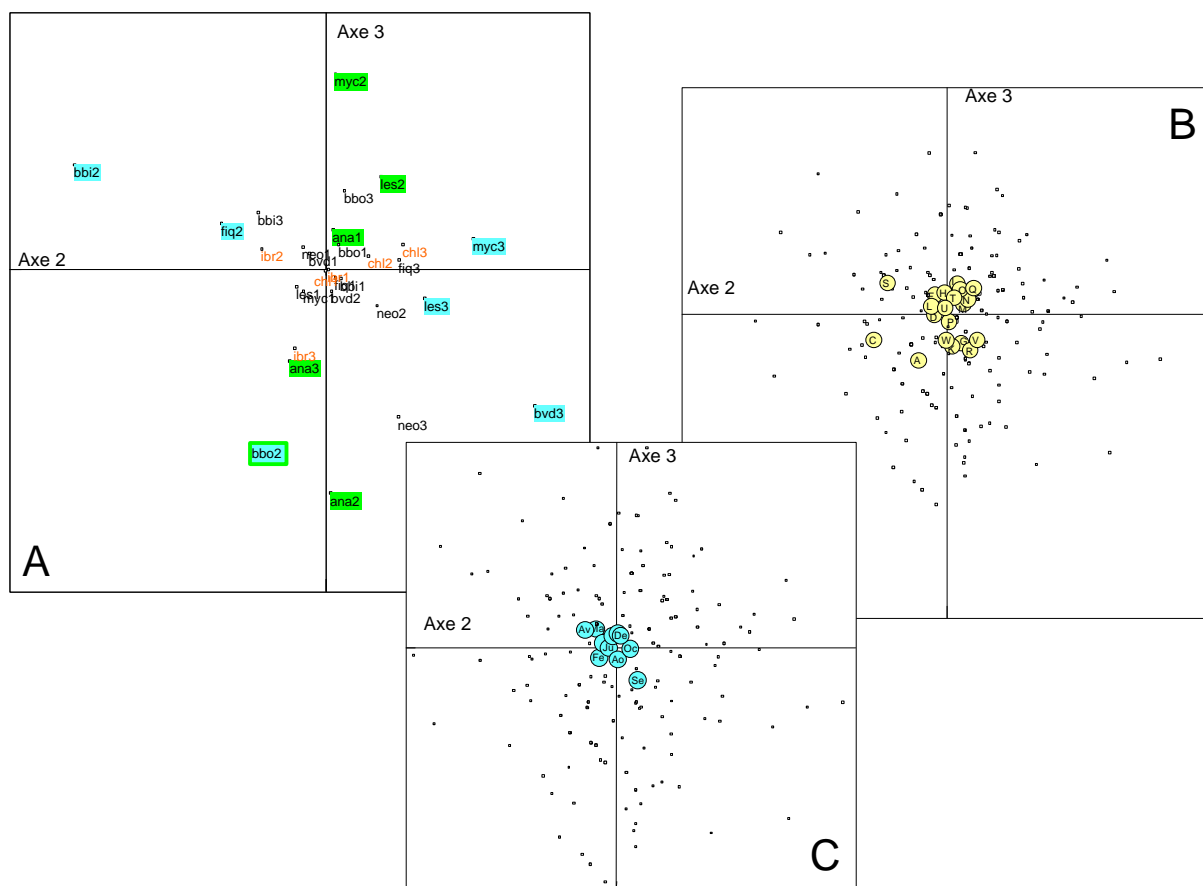 Axe 3
myc2
bbi2
les2
bbo3
bbi3
fiq2
ana1
neo1
bbo1
chl3
myc3
ibr2
bvd1
chl2
fiq3
Axe 2
les1
myc1
bvd2
neo2
les3
ibr3
ana3
bvd3
neo3
bbo2
ana2
A
Axe 3
B
S
H
O
Q
T
N
L
U
M
Axe 2
D
P
C
W
G
V
A
R
Axe 3
Axe 2
Av
De
Ju
Oc
Fe
Ao
Se
C